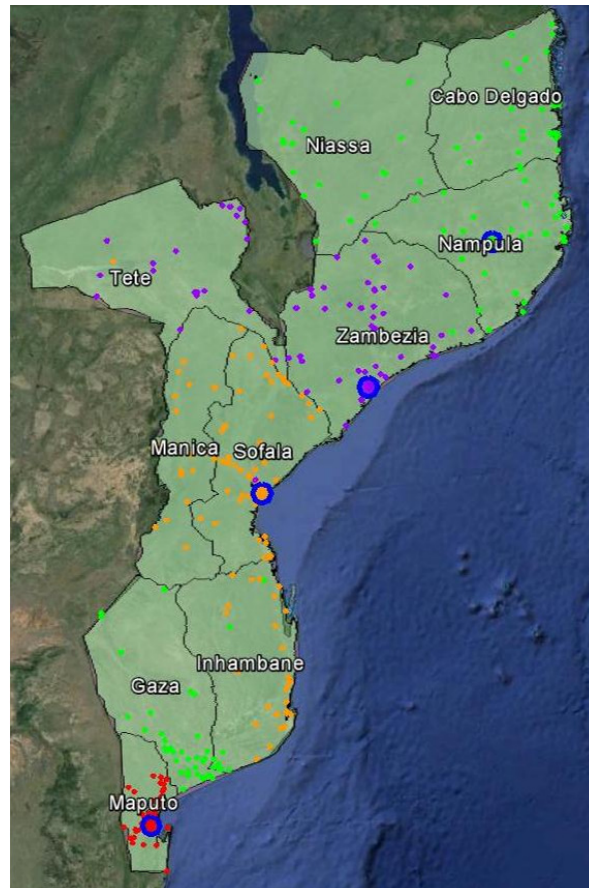 Cabo Delgado
Niassa
Nampula
Tete
Zambezia
Manica
Sofala
Inhambane
Gaza
Maputo